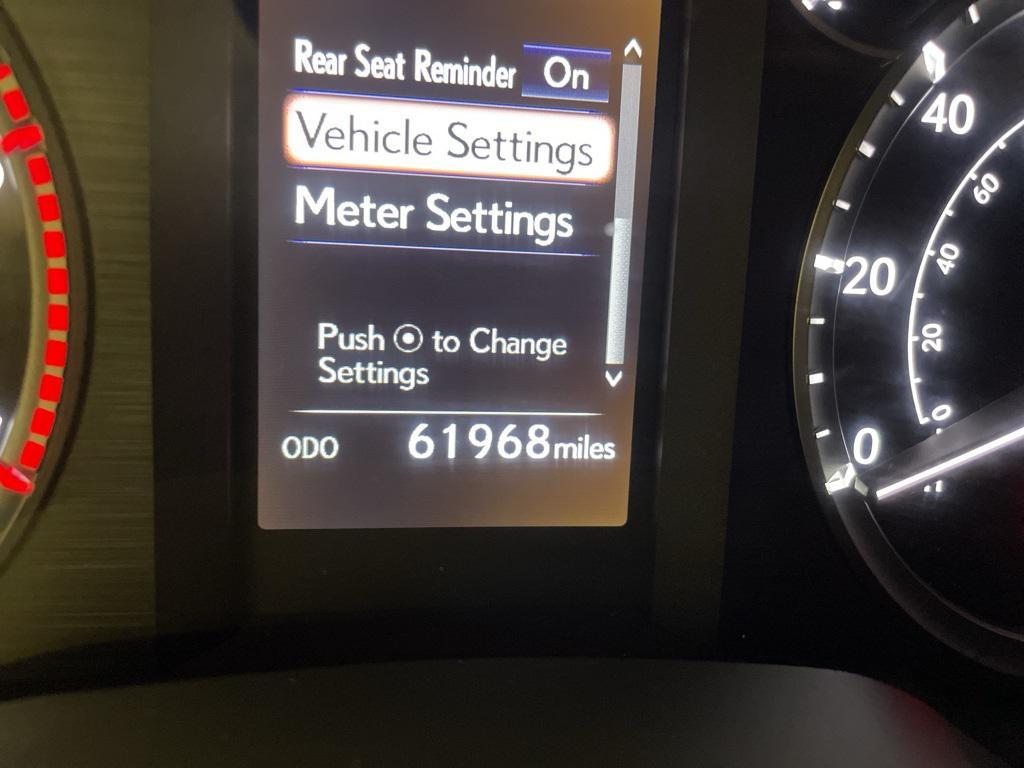 Rear Seat Reminder On
Vehicle Settings
Meter Settings
Push to Change
Settings
ODO 61968 miles
40
20
0
60
40
20
0